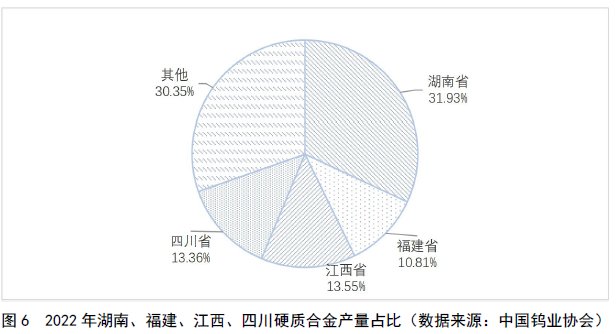 其他
30.35%
湖南省
31.93%
四川省
13.36%
江西省
13.55%
福建省
10.81%
图 6 2022 年湖南、福建、江西、四川硬质合金产量占比（数据来源：中国钨业协会）